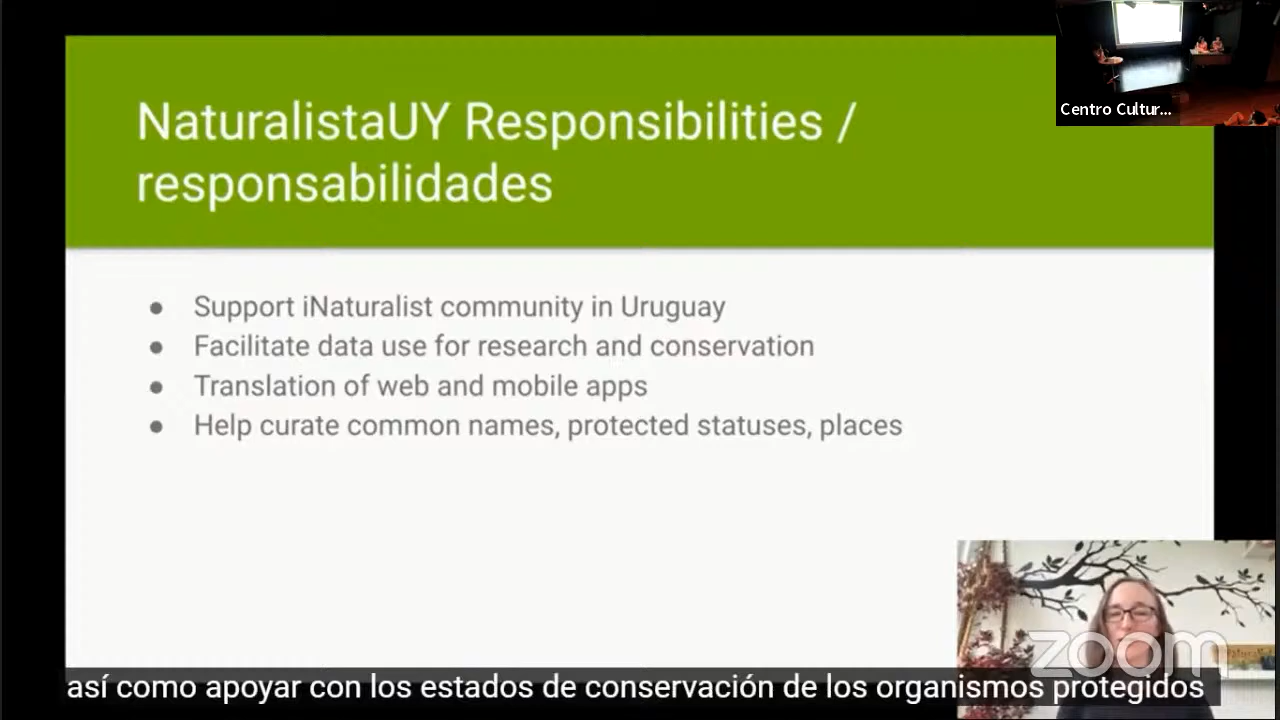 NaturalistaUY Responsibilities /
responsabilidades
Centro Cultur...
● Support iNaturalist community in Uruguay
● Facilitate data use for research and conservation
● Translation of web and mobile apps
● Help curate common names, protected statuses, places
zoom
así como apoyar con los estados de conservación de los organismos protegidos